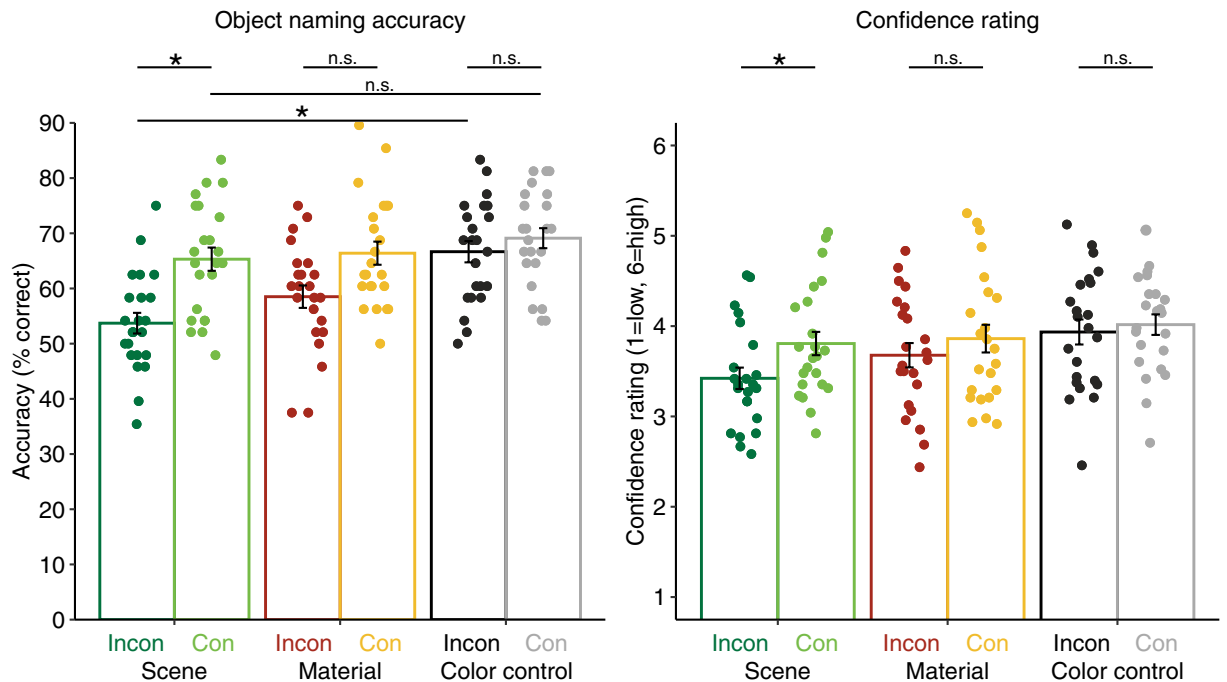 Object naming accuracy
* n.s. n.s.
n.s.
*
90
80
70
60
50
40
30
20
10
0
Accuracy (% correct)
Incon Con Incon Con Incon Con
Scene Material Color control
Confidence rating
* n.s. n.s.
6
5
4
3
2
1
Confidence rating (1=low, 6=high)
Incon Con Incon Con Incon Con
Scene Material Color control